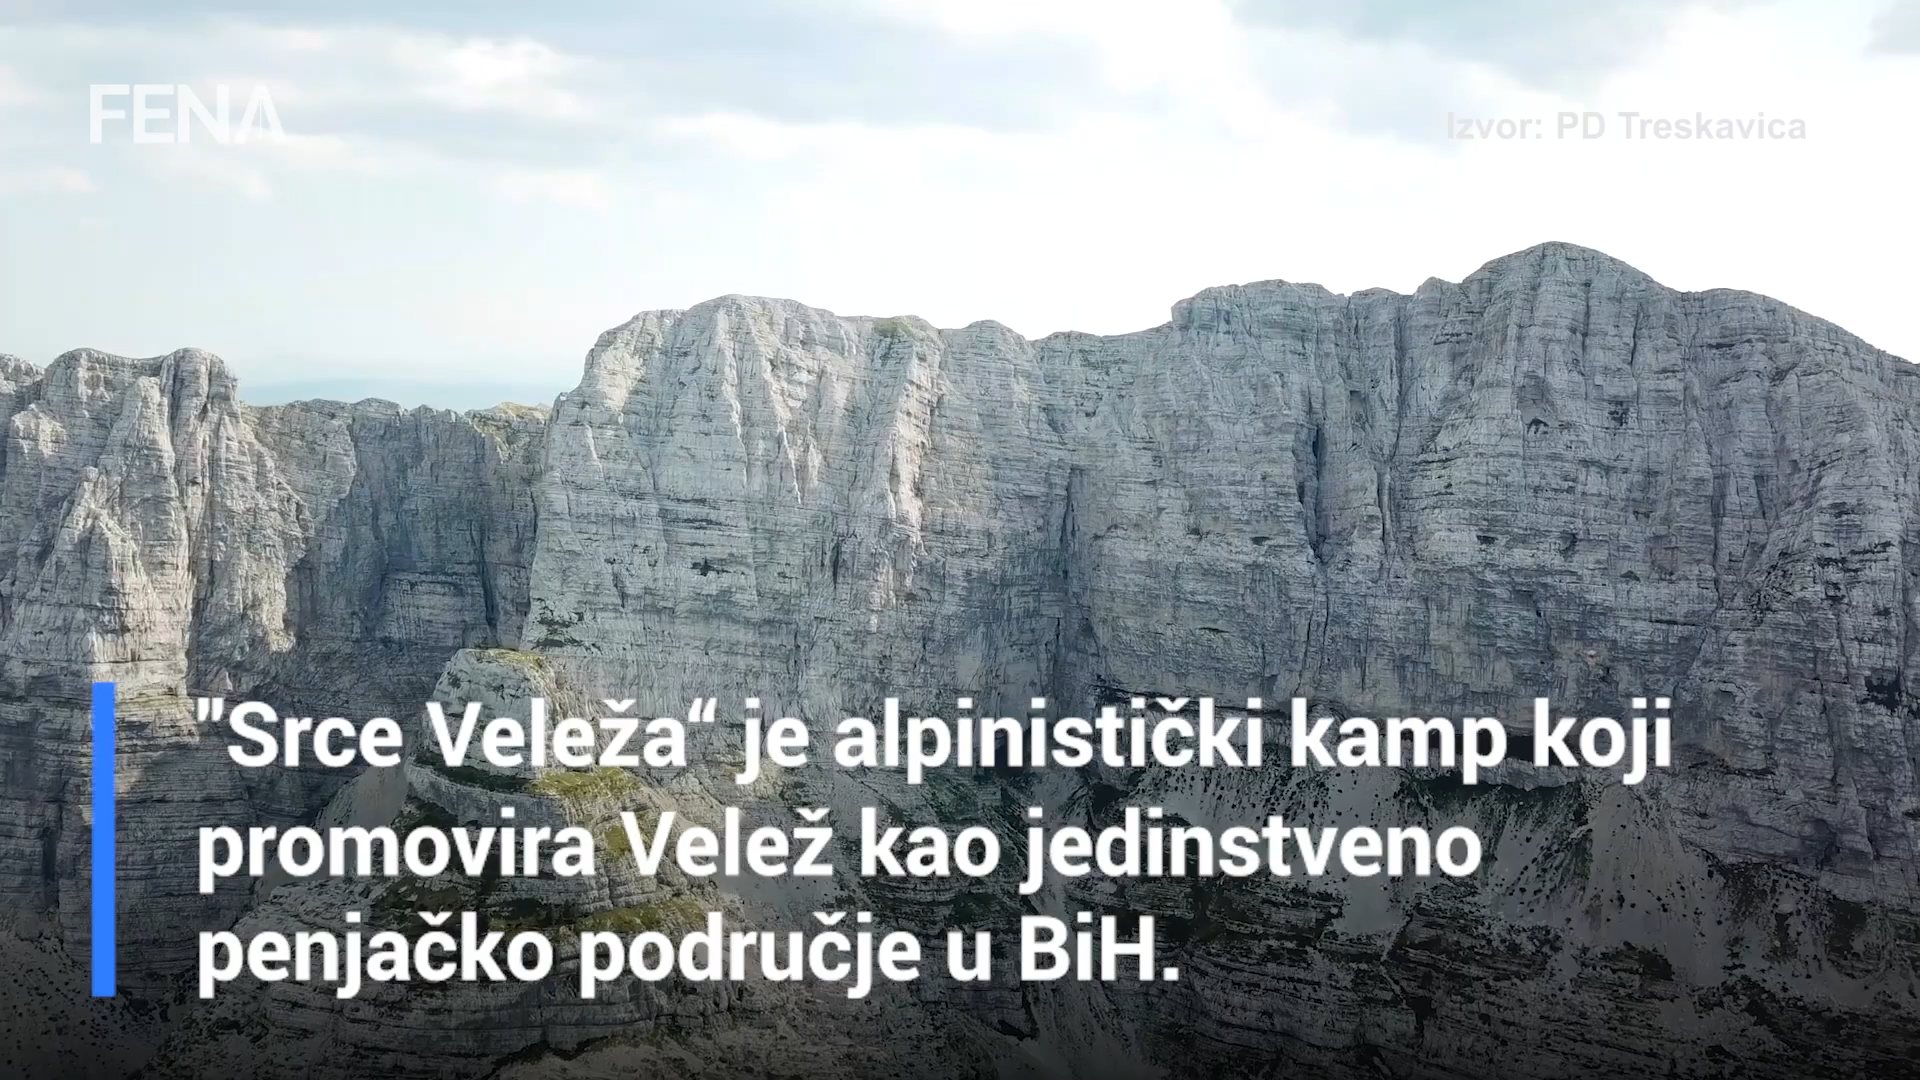 FENA
Izvor: PD Treskavica
"Srce Veleža“ je alpinistički kamp koji
promovira Velež kao jedinstveno
penjačko područje u BiH.